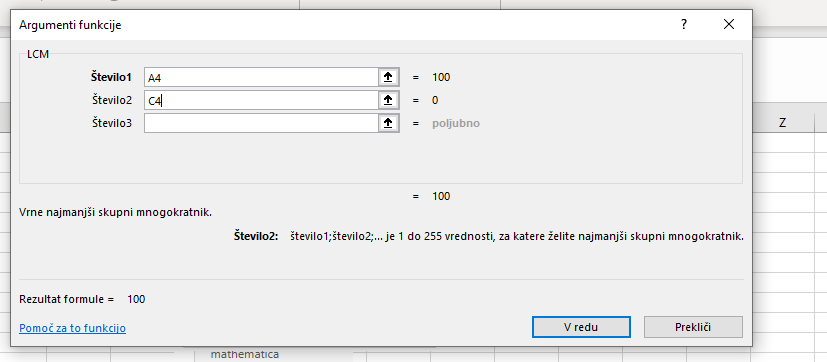 Argumenti funkcije ? ×
LCM
Število1 A4 = 100
Število2 C4 = 0
Z
Število3 = poljubno
= 100
Vrne najmanjši skupni mnogokratnik.
Število2: število1;število2;... je 1 do 255 vrednosti, za katere želite najmanjši skupni mnogokratnik.
Rezultat formule = 100
Pomoč za to funkcijo V redu Prekliči
mathematica